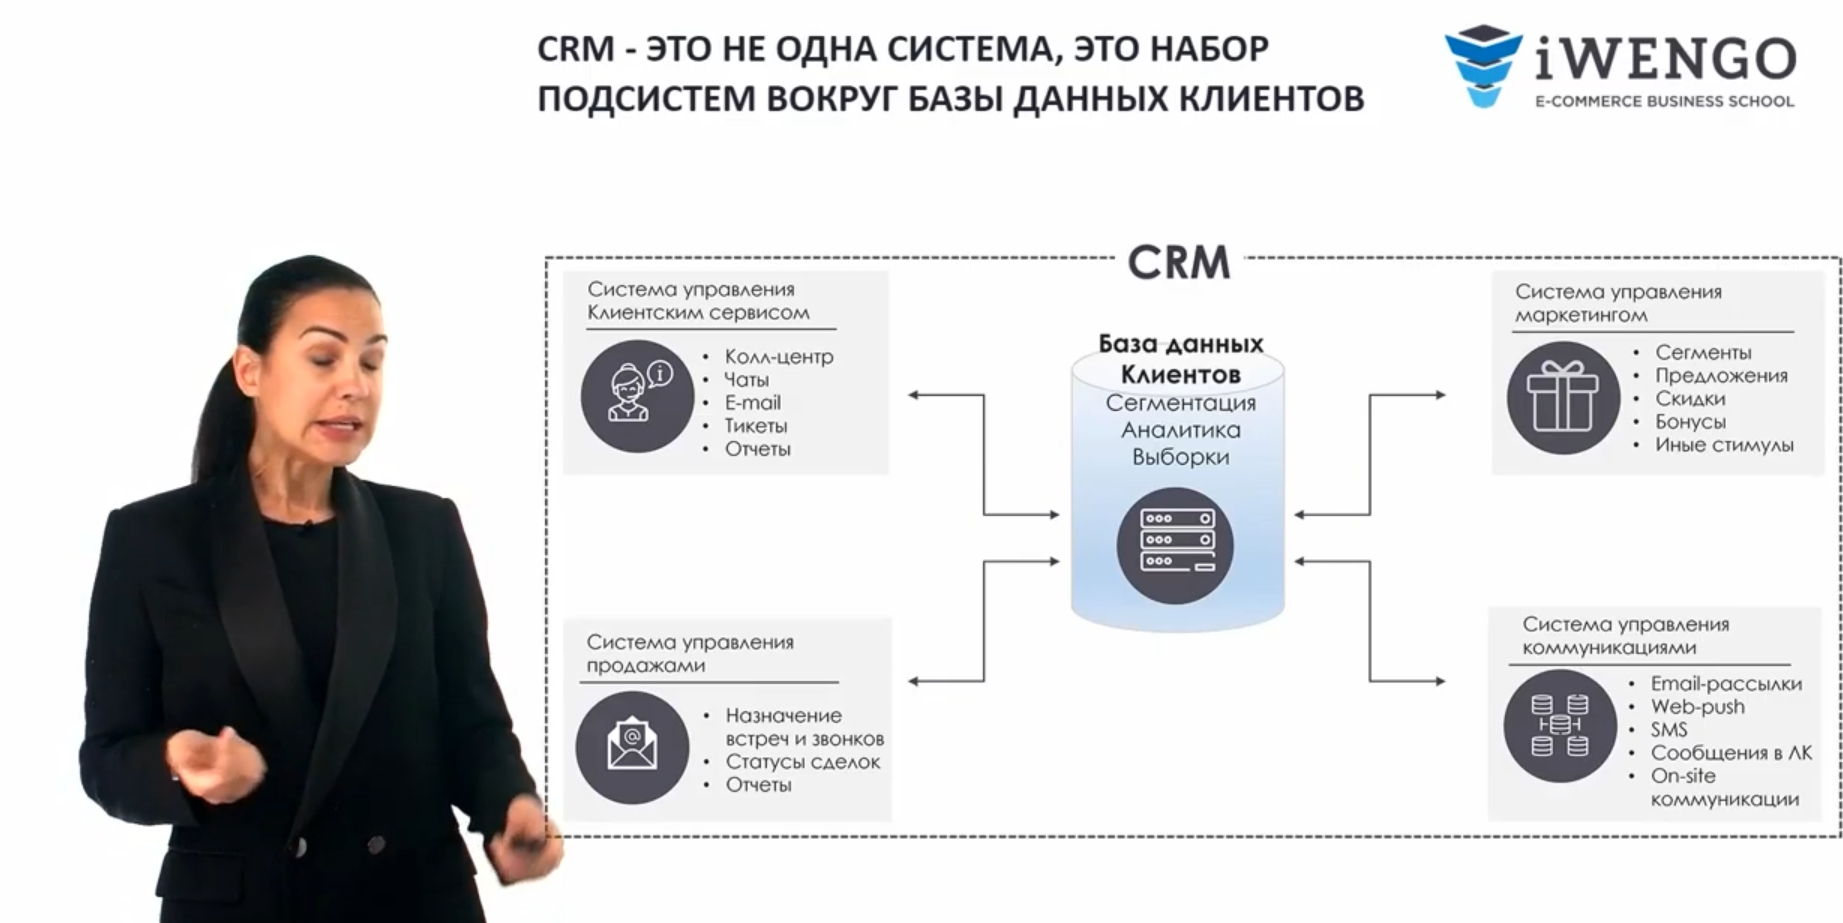 CRM - ЭТО НЕ ОДНА СИСТЕМА, ЭТО НАБОР
ПОДСИСТЕМ ВОКРУГ БАЗЫ ДАННЫХ КЛИЕНТОВ
iWENGO
E-COMMERCE BUSINESS SCHOOL
CRM
Система управления
Клиентским сервисом
• Колл-центр
• Чаты
• E-mail
• Тикеты
• Отчеты
База данных
Клиентов
Сегментация
Аналитика
Выборки
Система управления
маркетингом
• Сегменты
• Предложения
• Скидки
• Бонусы
• Иные стимулы
Система управления
продажами
@
• Назначение
встреч и звонков
• Статусы сделок
• Отчеты
Система управления
коммуникациями
• Email-рассылки
• Web-push
• SMS
• Сообщения в ЛК
• On-site
коммуникации